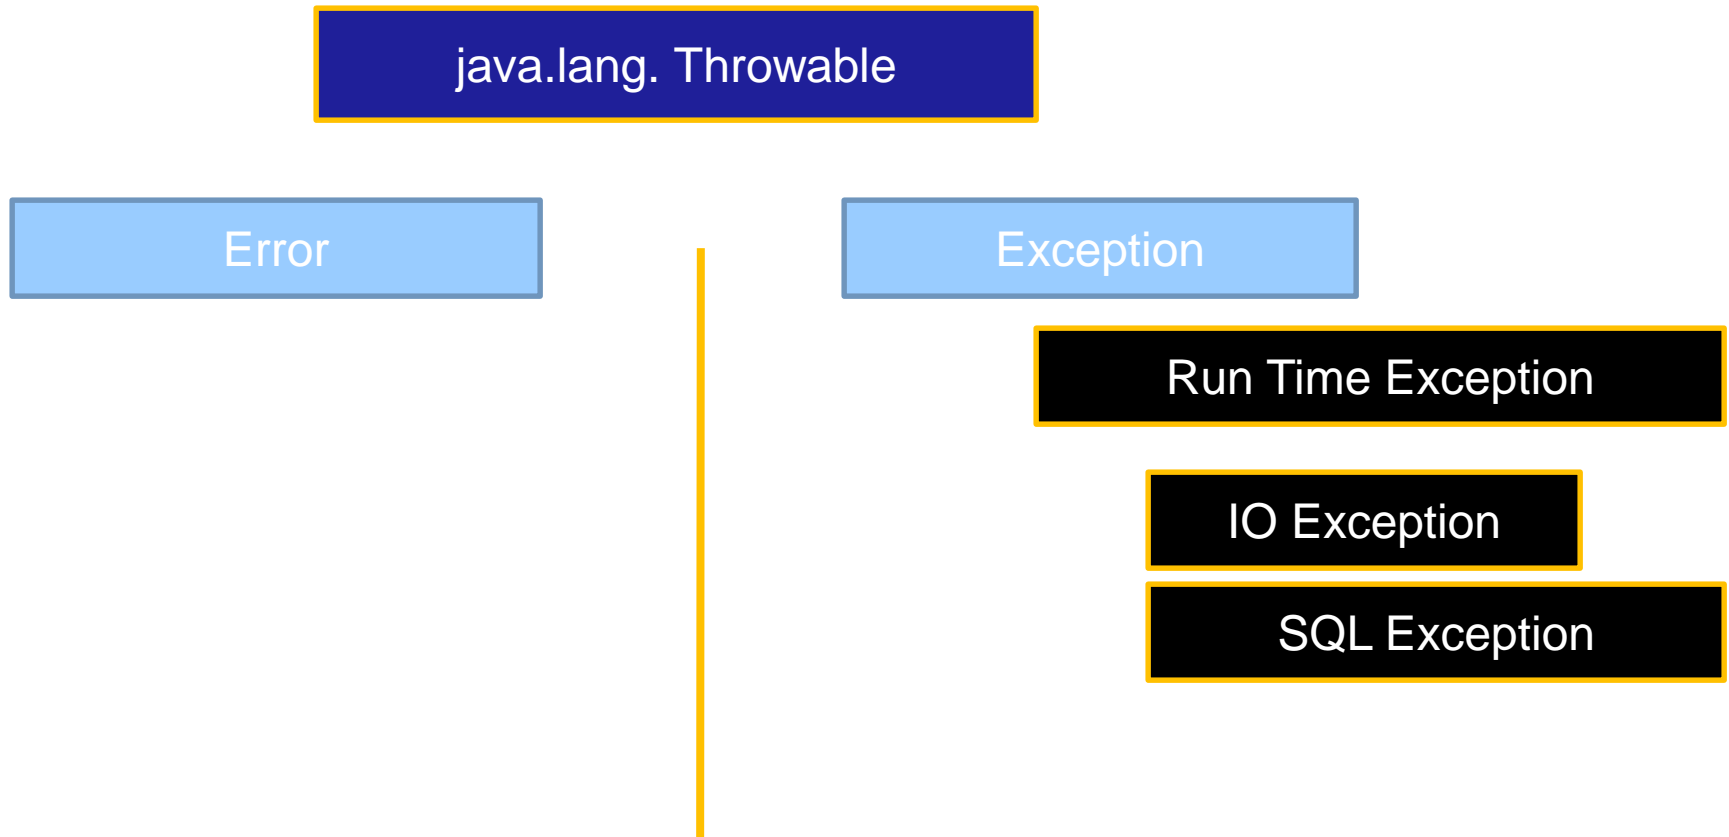 java.lang. Throwable
Error
Exception
Run Time Exception
IO Exception
SQL Exception